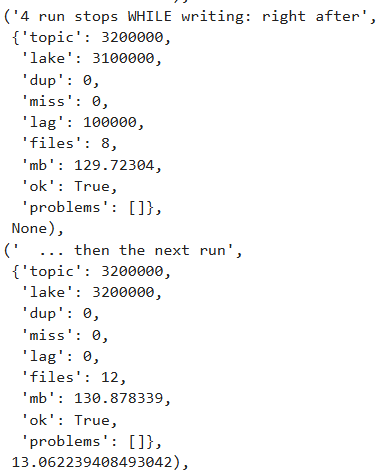 ('4 run stops WHILE writing: right after',
{'topic': 3200000,
'lake': 3100000,
'dup': 0,
'miss': 0,
'lag': 100000,
'files': 8,
'mb': 129.72304,
'ok': True,
'problems': []},
None),
('  ... then the next run',
{'topic': 3200000,
'lake': 3200000,
'dup': 0,
'miss': 0,
'lag': 0,
'files': 12,
'mb': 130.878339,
'ok': True,
'problems': []},
13.062239408493042),